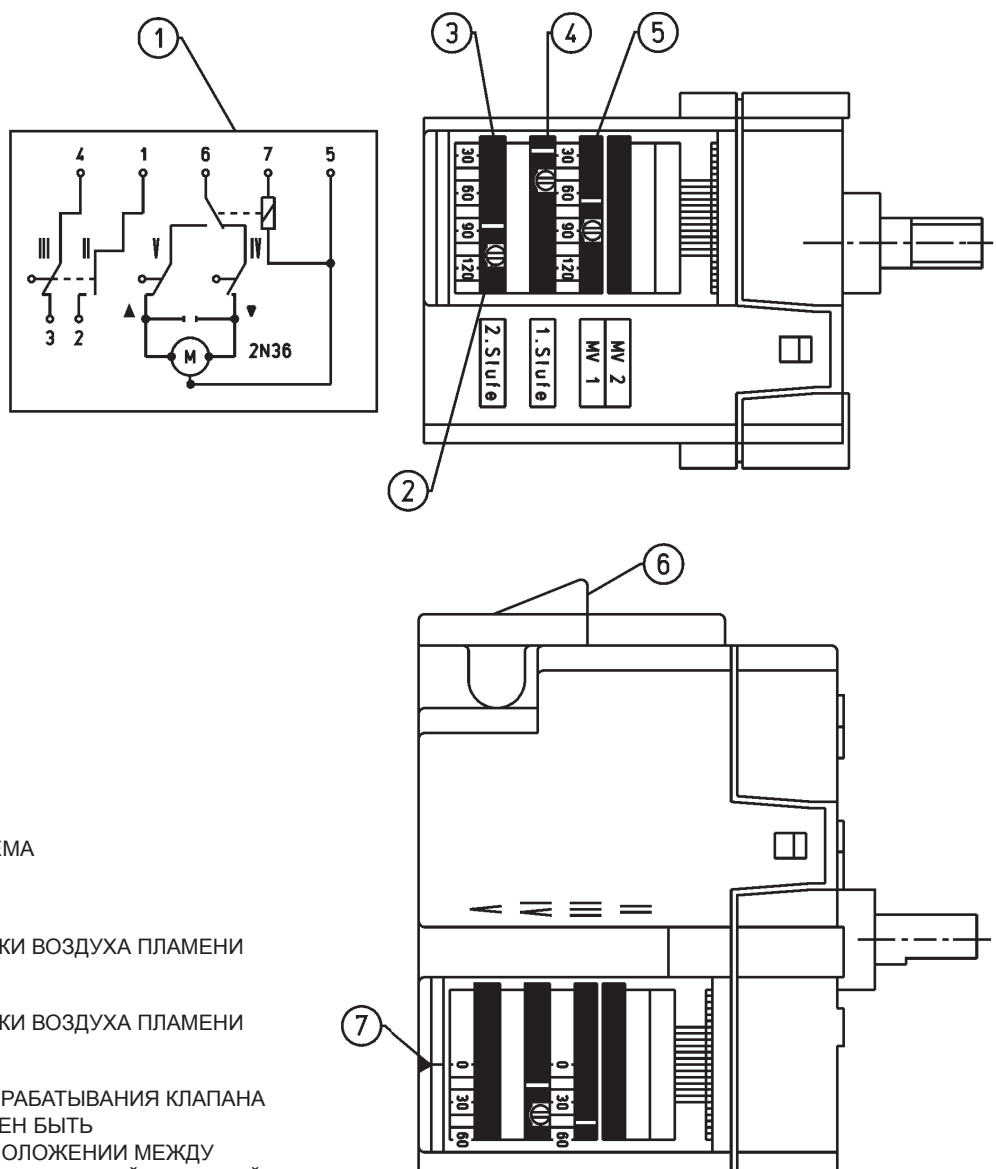 1
3
4
5
4 1 6 7 5
III II V IV
3 2
M
2N36
30
60
90
120
30
60
90
120
2.Stufe
1.Stufe
MV 1
MV 2
2
6
7
0
30
60
0
30
60
ЕМА
КИ ВОЗДУХА ПЛАМЕНИ
КИ ВОЗДУХА ПЛАМЕНИ
РАБАТЫВАНИЯ КЛАПАНА
ЕН БЫТЬ
ОЛОЖЕНИИ МЕЖДУ